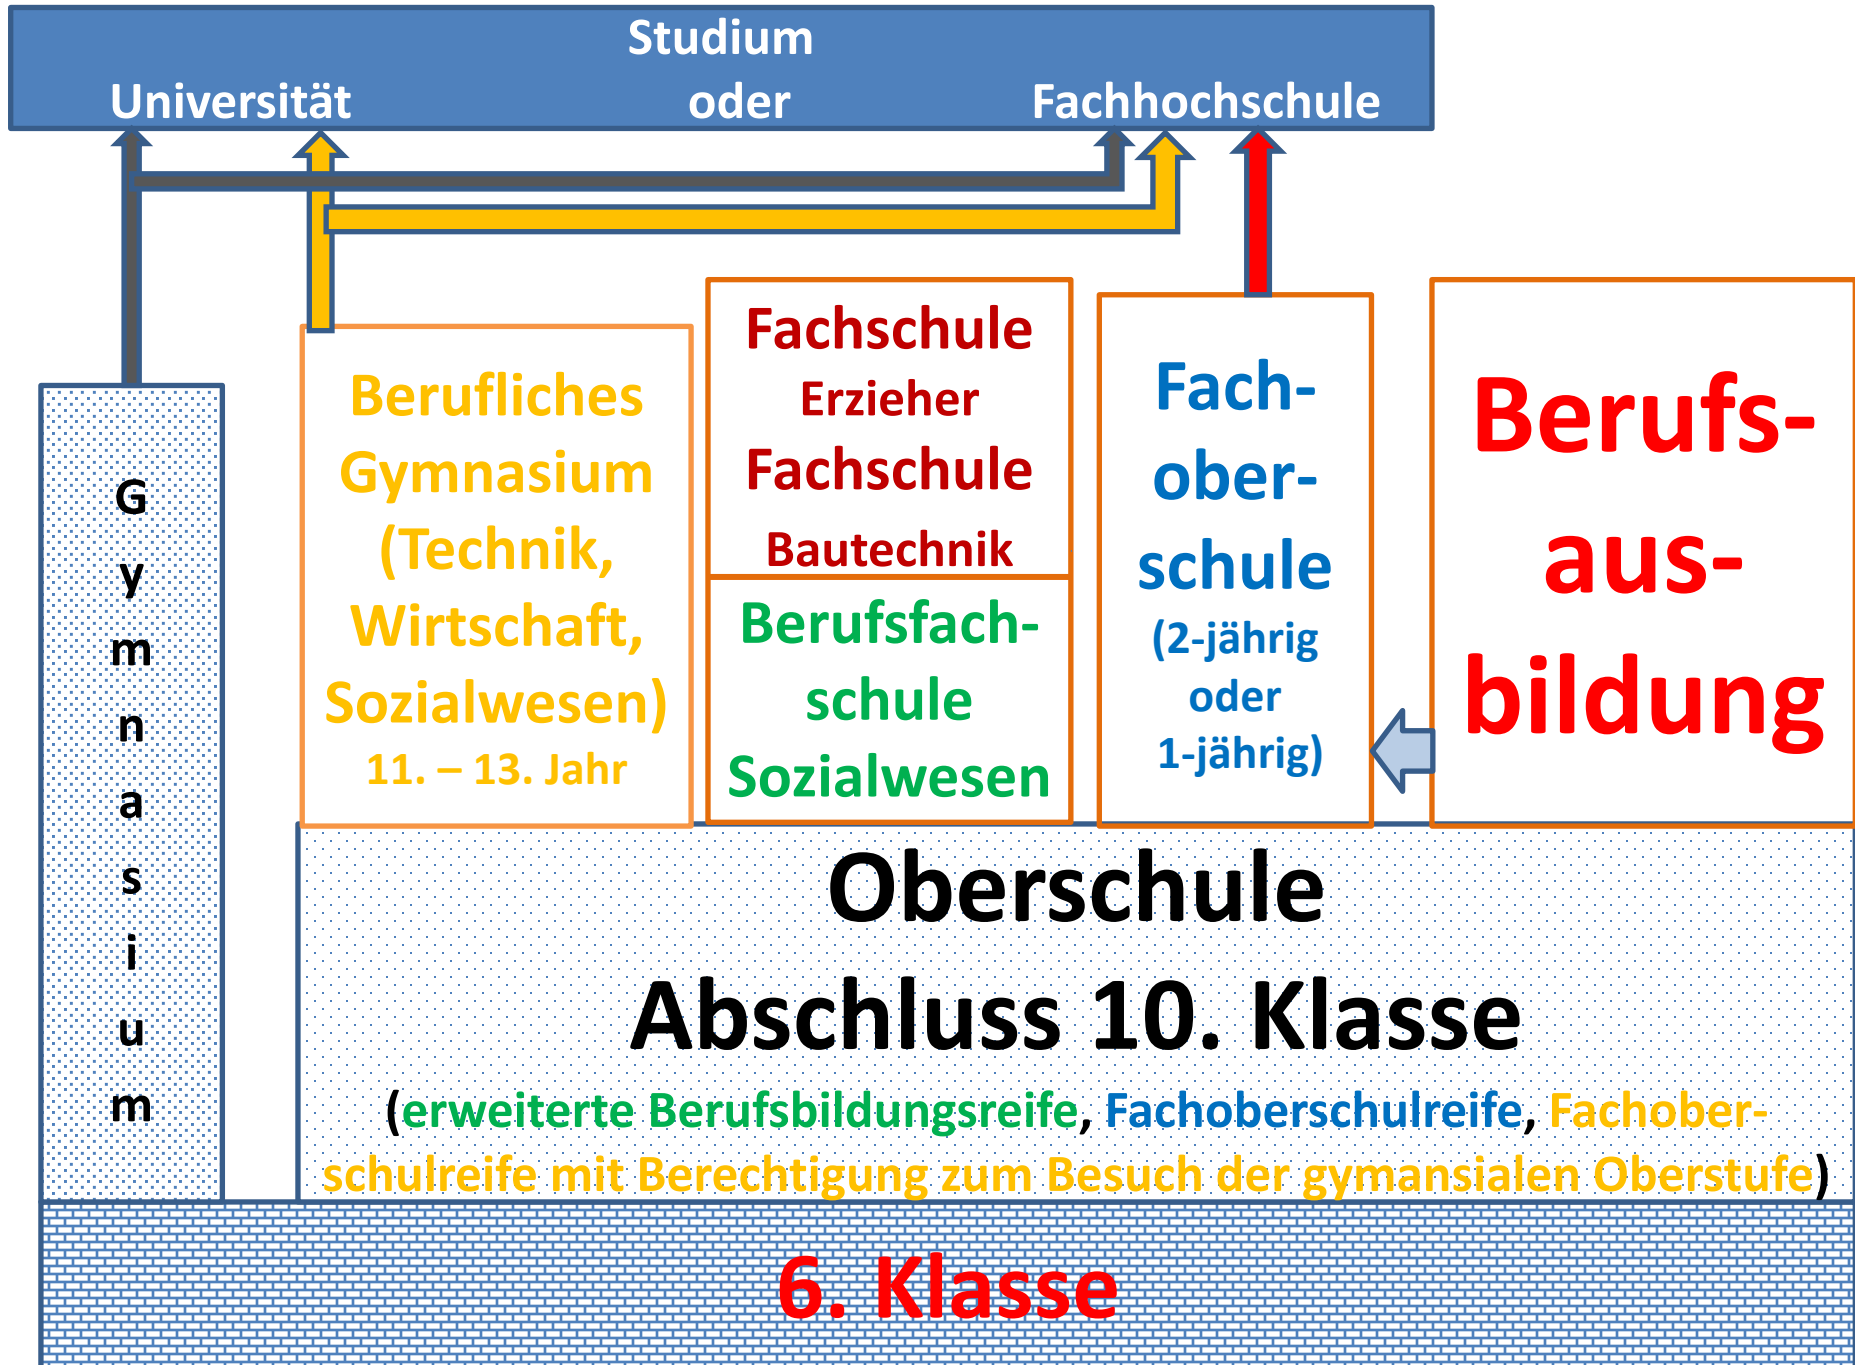 Studium
Universität oder Fachhochschule
Gymnasium
Berufliches
Gymnasium
(Technik,
Wirtschaft,
Sozialwesen)
11. – 13. Jahr
Fachschule
Erzieher
Fachschule
Bautechnik
Berufsfach-
schule
Sozialwesen
Fach-
ober-
schule
(2-jährig
oder
1-jährig)
Berufs-
aus-
bildung
Oberschule
Abschluss 10. Klasse
(erweiterte Berufsbildungsreife, Fachoberschulreife, Fachober-
schulreife mit Berechtigung zum Besuch der gymansialen Oberstufe)
6. Klasse